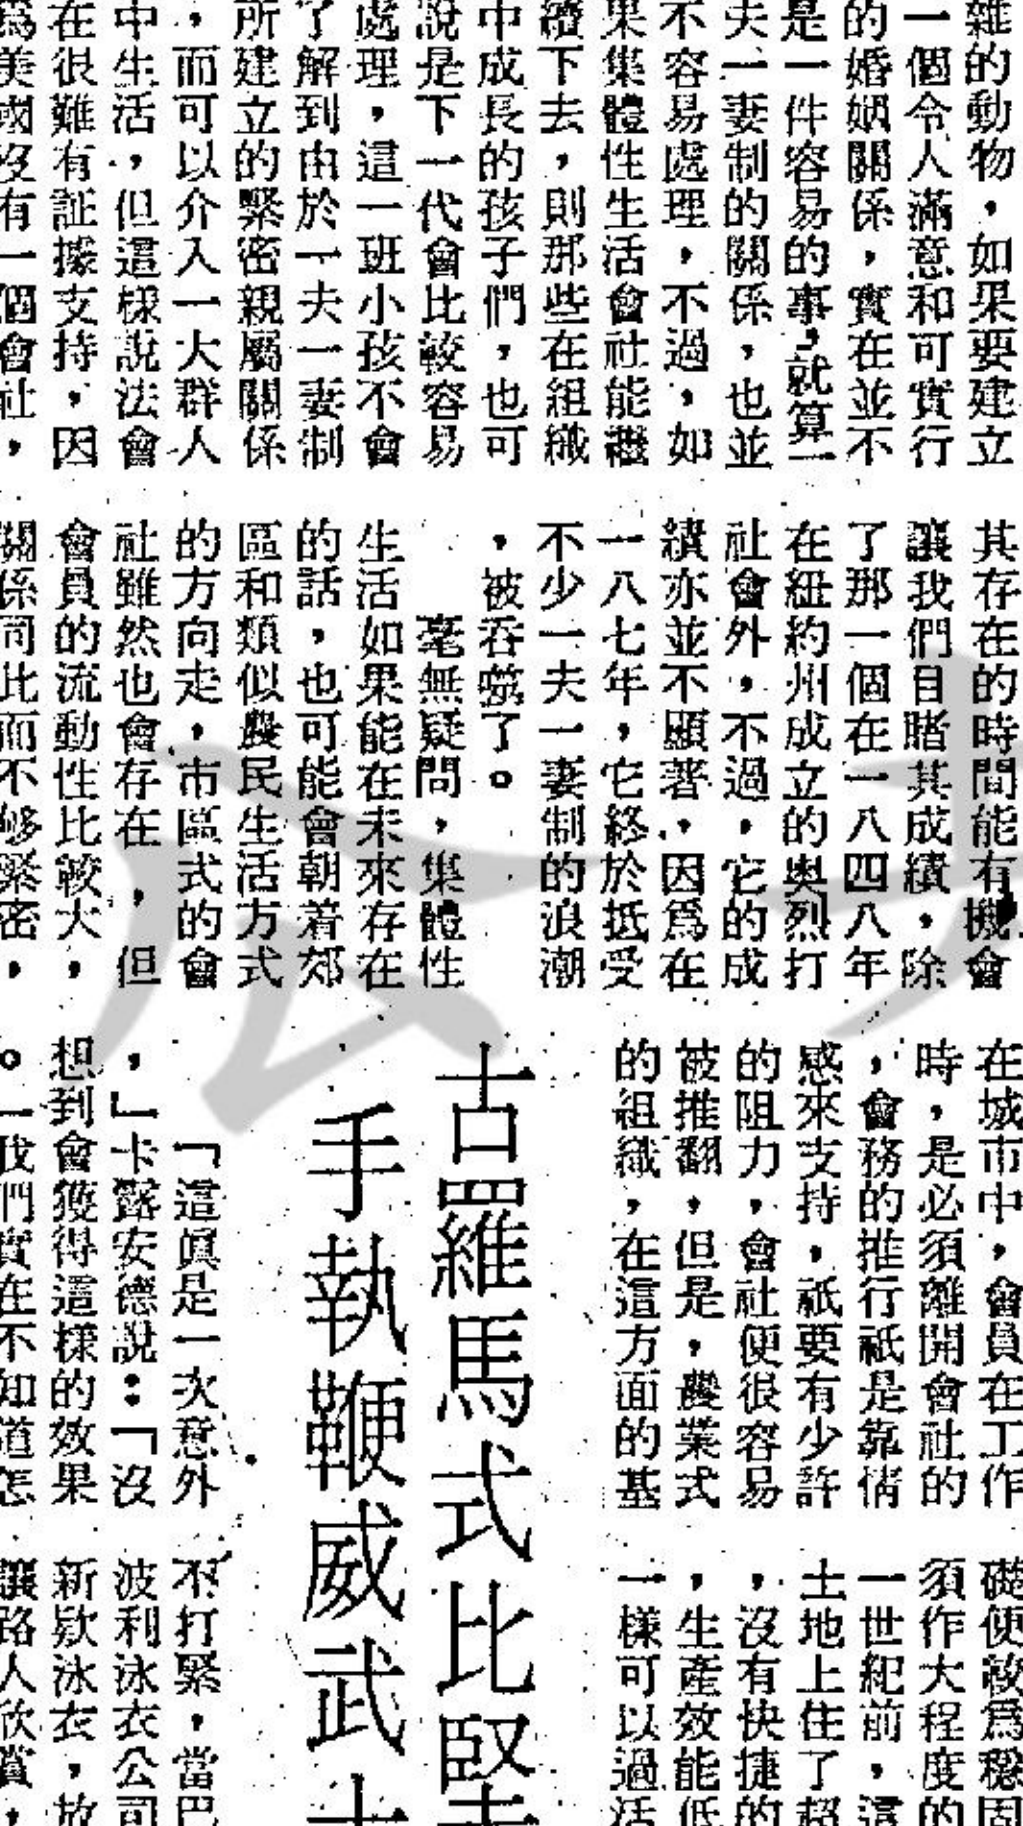 雜的動物，如果要建立
一個令人滿意和可實行
的婚姻關係，實在並不
是一件容易的事，就算一
夫一妻制的關係，也並
不容易處理，不過，如
果集體性生活會社能繼
續下去，則那些在組織
中成長的孩子們，也可
說是下一代會比較容易
處理，這一班小孩不會
了解到由於一夫一妻制
所建立的緊密親屬關係
，而可以介入一大群人
中生活，但這樣說法會
在很難有証據支持，因
爲美國沒有一個會社，
其存在的時間能有機會
讓我們目睹其成績，除
了那一個在一八四八年
在紐約州成立的奧烈打
社會外，不過，它的成
績亦並不顯著，因爲在
一八七年，它終於抵受
不少一夫一妻制的浪潮
，被吞噬了。
毫無疑問，集體性
生活如果能在未來存在
的話，也可能會朝着郊
區和類似農民生活方式
的方向走，市區式的會
社雖然也會存在，但
會員的流動性比較大，
關係同此而不够緊密，
在城市中，會員在工作
時，是必須離開會社的
，會務的推行祇是靠情
感來支持，祇要有少許
的阻力，會社便很容易
被推翻，但是，農業式
的組織，在這方面的基
礎便較爲穩固
須作大程度的
一世紀前，這
土地上住了超
，沒有快捷的
，生產效能低
一樣可以過活
古羅馬式比堅
手執鞭威武士
「這眞是一次意外
，」卡露安德說：「沒
想到會獲得這樣的效果
。我們實在不知道怎
不打緊，當巴
波利泳衣公司
新欵泳衣，放
讓路人欣賞，